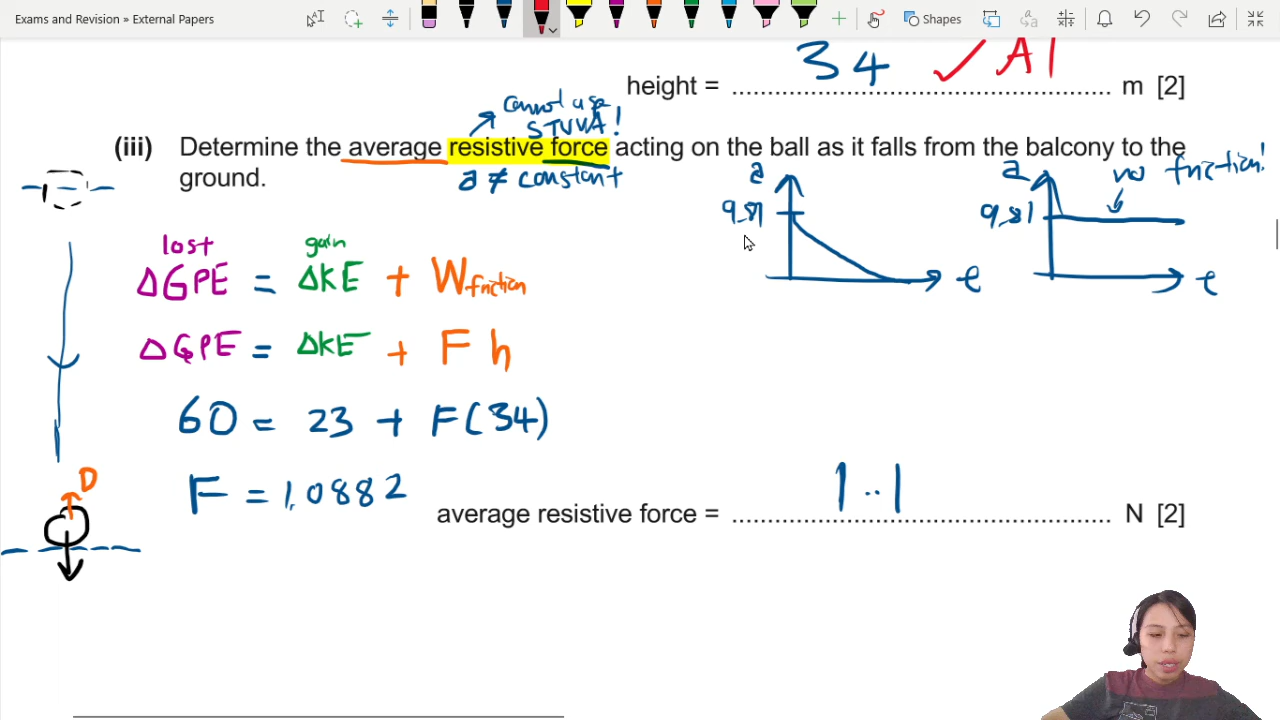 Exams and Revision » External Papers
Shapes
34 ✓ A1
height = ........ m [2]
cannot use
STUVA!
(iii) Determine the average resistive force acting on the ball as it falls from the balcony to the
ground.
a ≠ constant
a
9.81
t
a
no friction!
9.81
t
lost
gain
ΔGPE = ΔKE + Wfriction
ΔGPE = ΔKE + F h
60 = 23 + F(34)
F = 1.0882
D
average resistive force = 1..1 N [2]